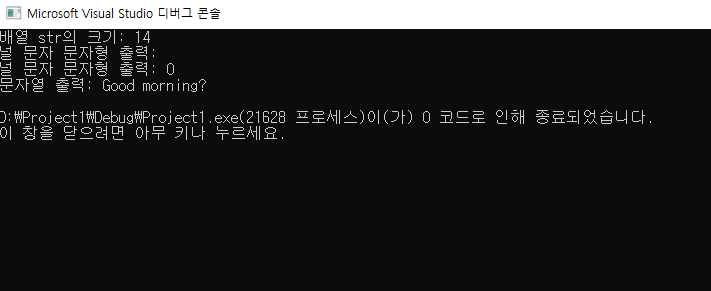 Microsoft Visual Studio 디버그 콘솔
배열 str의 크기: 14
널 문자 문자형 출력:
널 문자 문자형 출력: 0
문자열 출력: Good morning?
D:₩Project1₩Debug₩Project1.exe(21628 프로세스)이(가) 0 코드로 인해 종료되었습니다.
이 창을 닫으려면 아무 키나 누르세요.